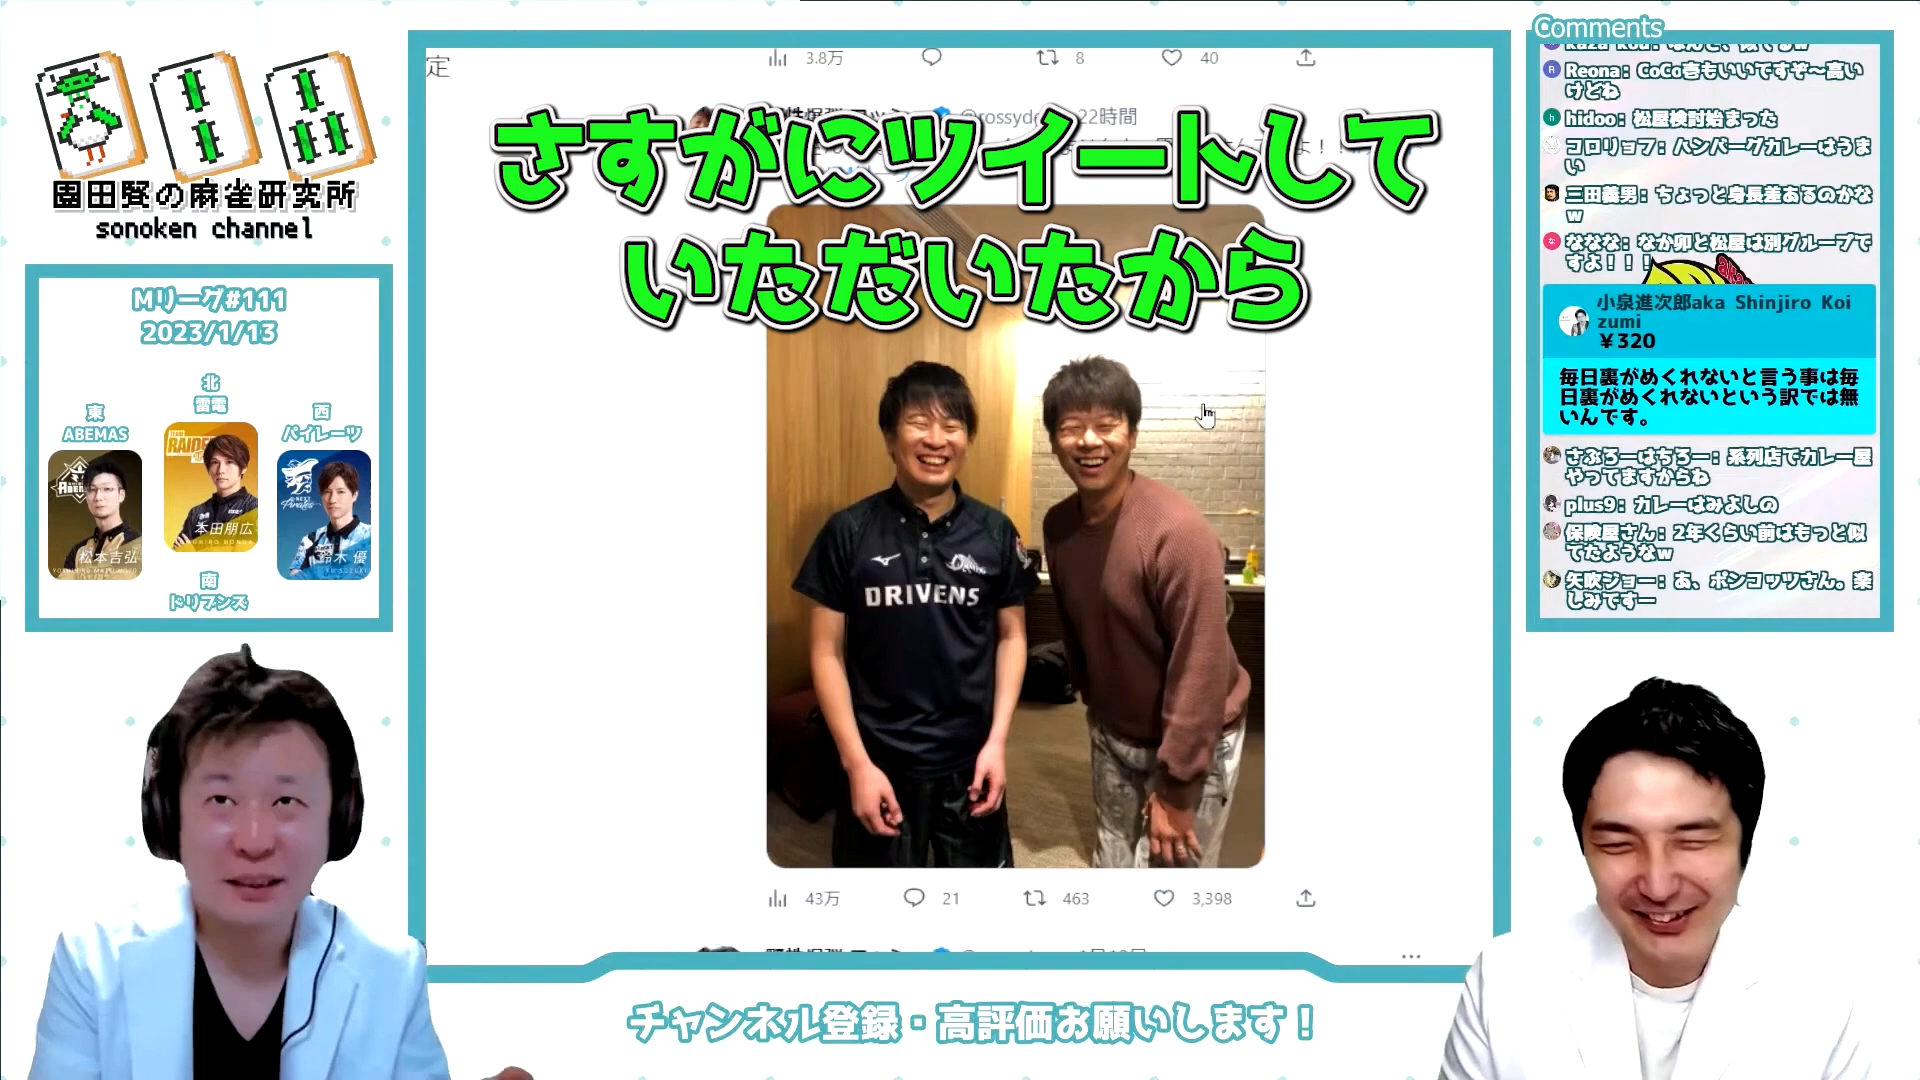 園田賢の麻雀研究所
sonoken channel
Mリーグ#111
2023/1/13
北
雷電
東
ABEMAS
西
パイレーツ
本田朋広
松本吉弘
鈴木 優
南
ドリブンズ
定
3.8万
8
40
22時間
さすがにツイートして
いただいたから
DRIVENS
43万
21
463
3,398
チャンネル登録・高評価お願いします！
Comments
Reona: CoCo壱もいいですぞ〜高い
けどね
hidoo: 松屋検討始まった
コロリョフ: ハンバーグカレーはうま
い
三田義男: ちょっと身長差あるのかな
w
ななな: なか卯と松屋は別グループで
すよ！！！
小泉進次郎aka Shinjiro Koi
zumi
￥320
毎日裏がめくれないと言う事は毎
日裏がめくれないという訳では無
いんです。
さぶろーはちろー: 系列店でカレー屋
やってますからね
plus9: カレーはみよしの
保険屋さん: 2年くらい前はもっと似
てたようなw
矢吹ジョー: あ、ポンコッツさん。楽
しみですー